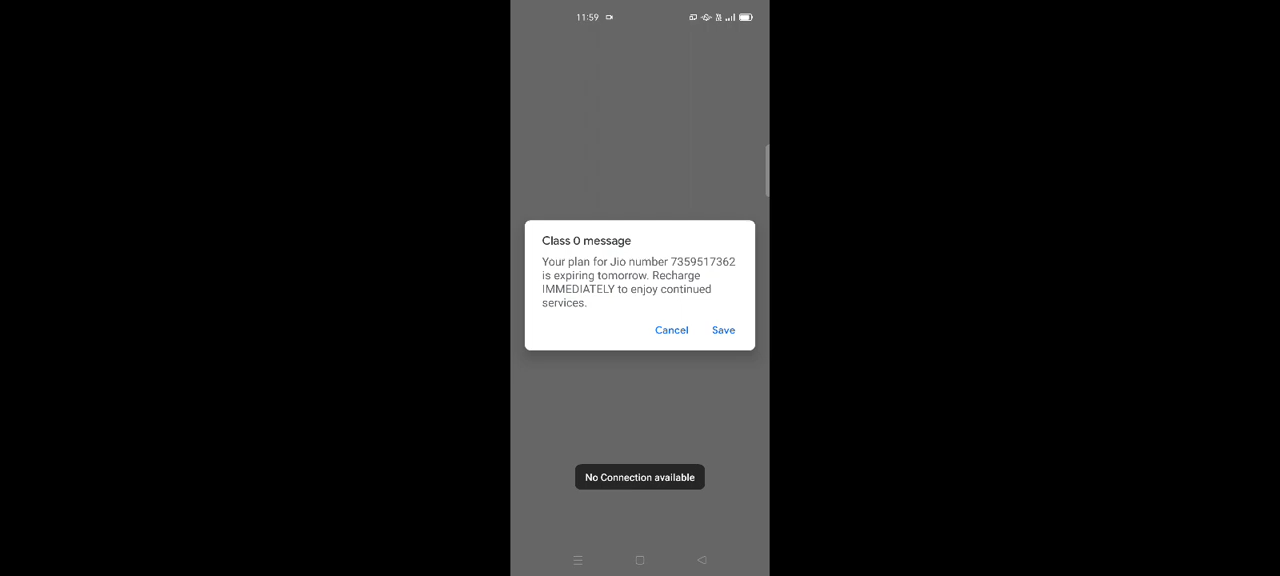 11:59
Class 0 message
Your plan for Jio number 7359517362
is expiring tomorrow. Recharge
IMMEDIATELY to enjoy continued
services.
Cancel Save
No Connection available